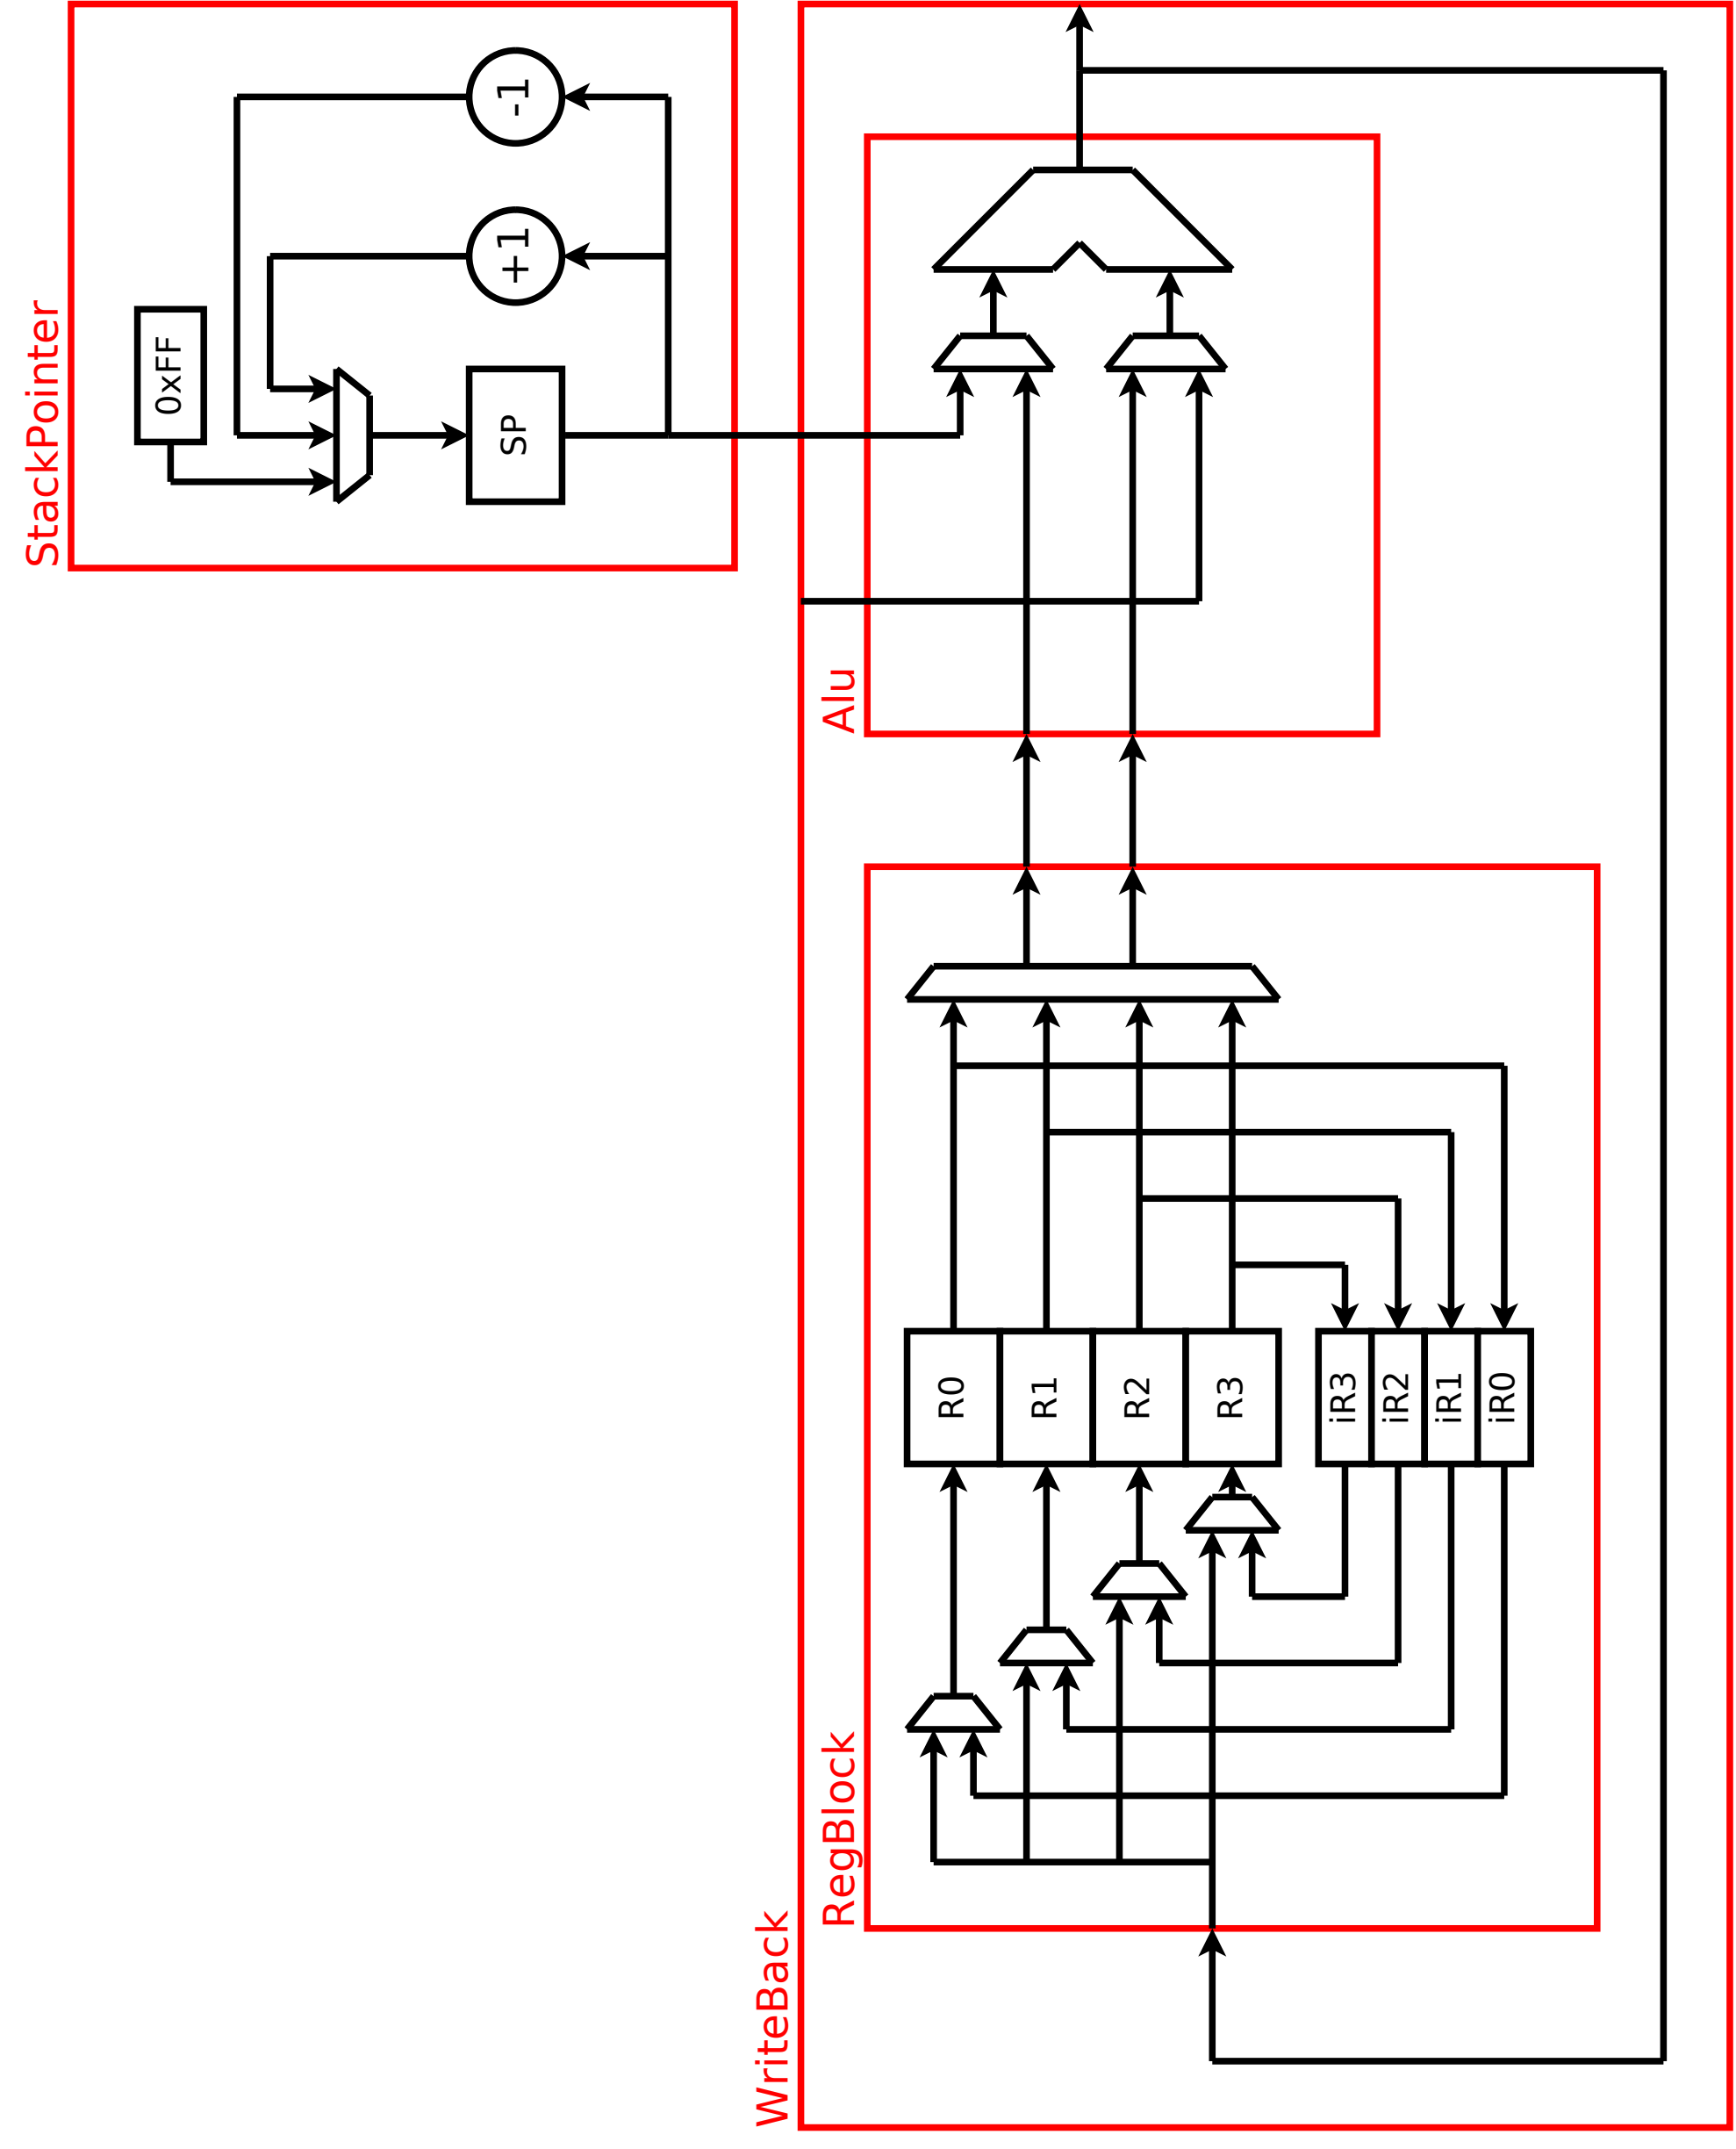 StackPointer
0xFF
+1
-1
SP
WriteBack
Alu
RegBlock
R0
R1
R2
R3
iR3
iR2
iR1
iR0